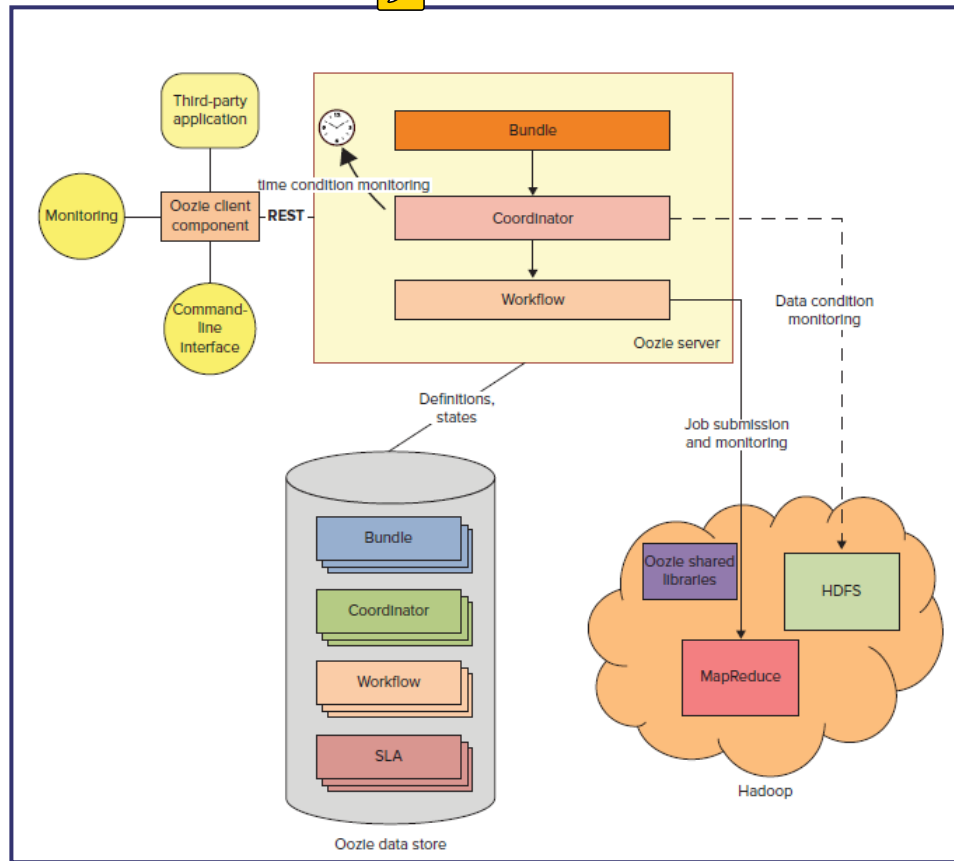 Third-party
application
Monitoring
Oozie client
component
REST
Command-
line
interface
time condition monitoring
Bundle
Coordinator
Workflow
Oozie server
Data condition
monitoring
Definitions,
states
Job submission
and monitoring
Bundle
Coordinator
Workflow
SLA
Oozie data store
Oozie shared
libraries
HDFS
MapReduce
Hadoop